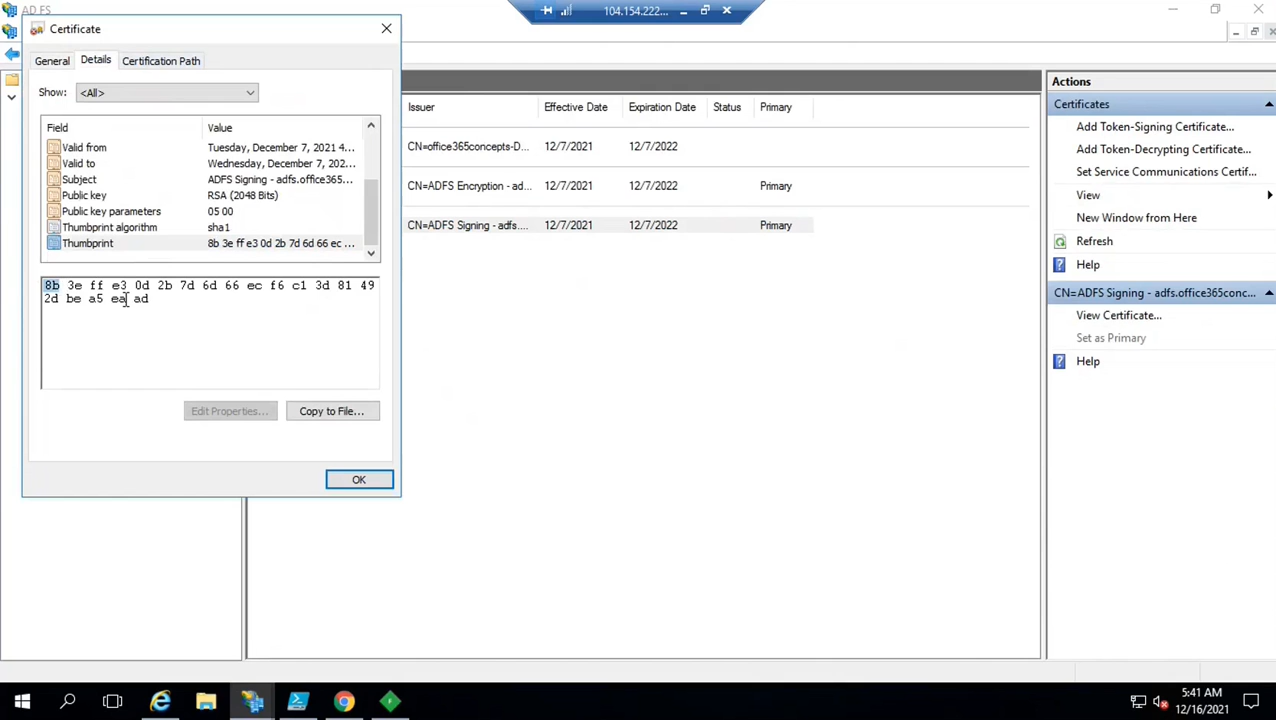 AD FS
104.154.222...
Certificate
General
Details
Certification Path
Show:
<All>
Field
Value
Valid from
Tuesday, December 7, 2021 4...
Valid to
Wednesday, December 7, 202...
Subject
ADFS Signing - adfs.office365...
Public key
RSA (2048 Bits)
Public key parameters
05 00
Thumbprint algorithm
sha1
Thumbprint
8b 3e ff e3 0d 2b 7d 6d 66 ec ...
8b 3e ff e3 0d 2b 7d 6d 66 ec f6 c1 3d 81 49
2d be a5 ea ad
Edit Properties...
Copy to File...
OK
Issuer
Effective Date
Expiration Date
Status
Primary
CN=office365concepts-D...
12/7/2021
12/7/2022
CN=ADFS Encryption - ad...
12/7/2021
12/7/2022
Primary
CN=ADFS Signing - adfs....
12/7/2021
12/7/2022
Primary
Actions
Certificates
Add Token-Signing Certificate...
Add Token-Decrypting Certificate...
Set Service Communications Certif...
View
New Window from Here
Refresh
Help
CN=ADFS Signing - adfs.office365conc...
View Certificate...
Set as Primary
Help
5:41 AM
12/16/2021